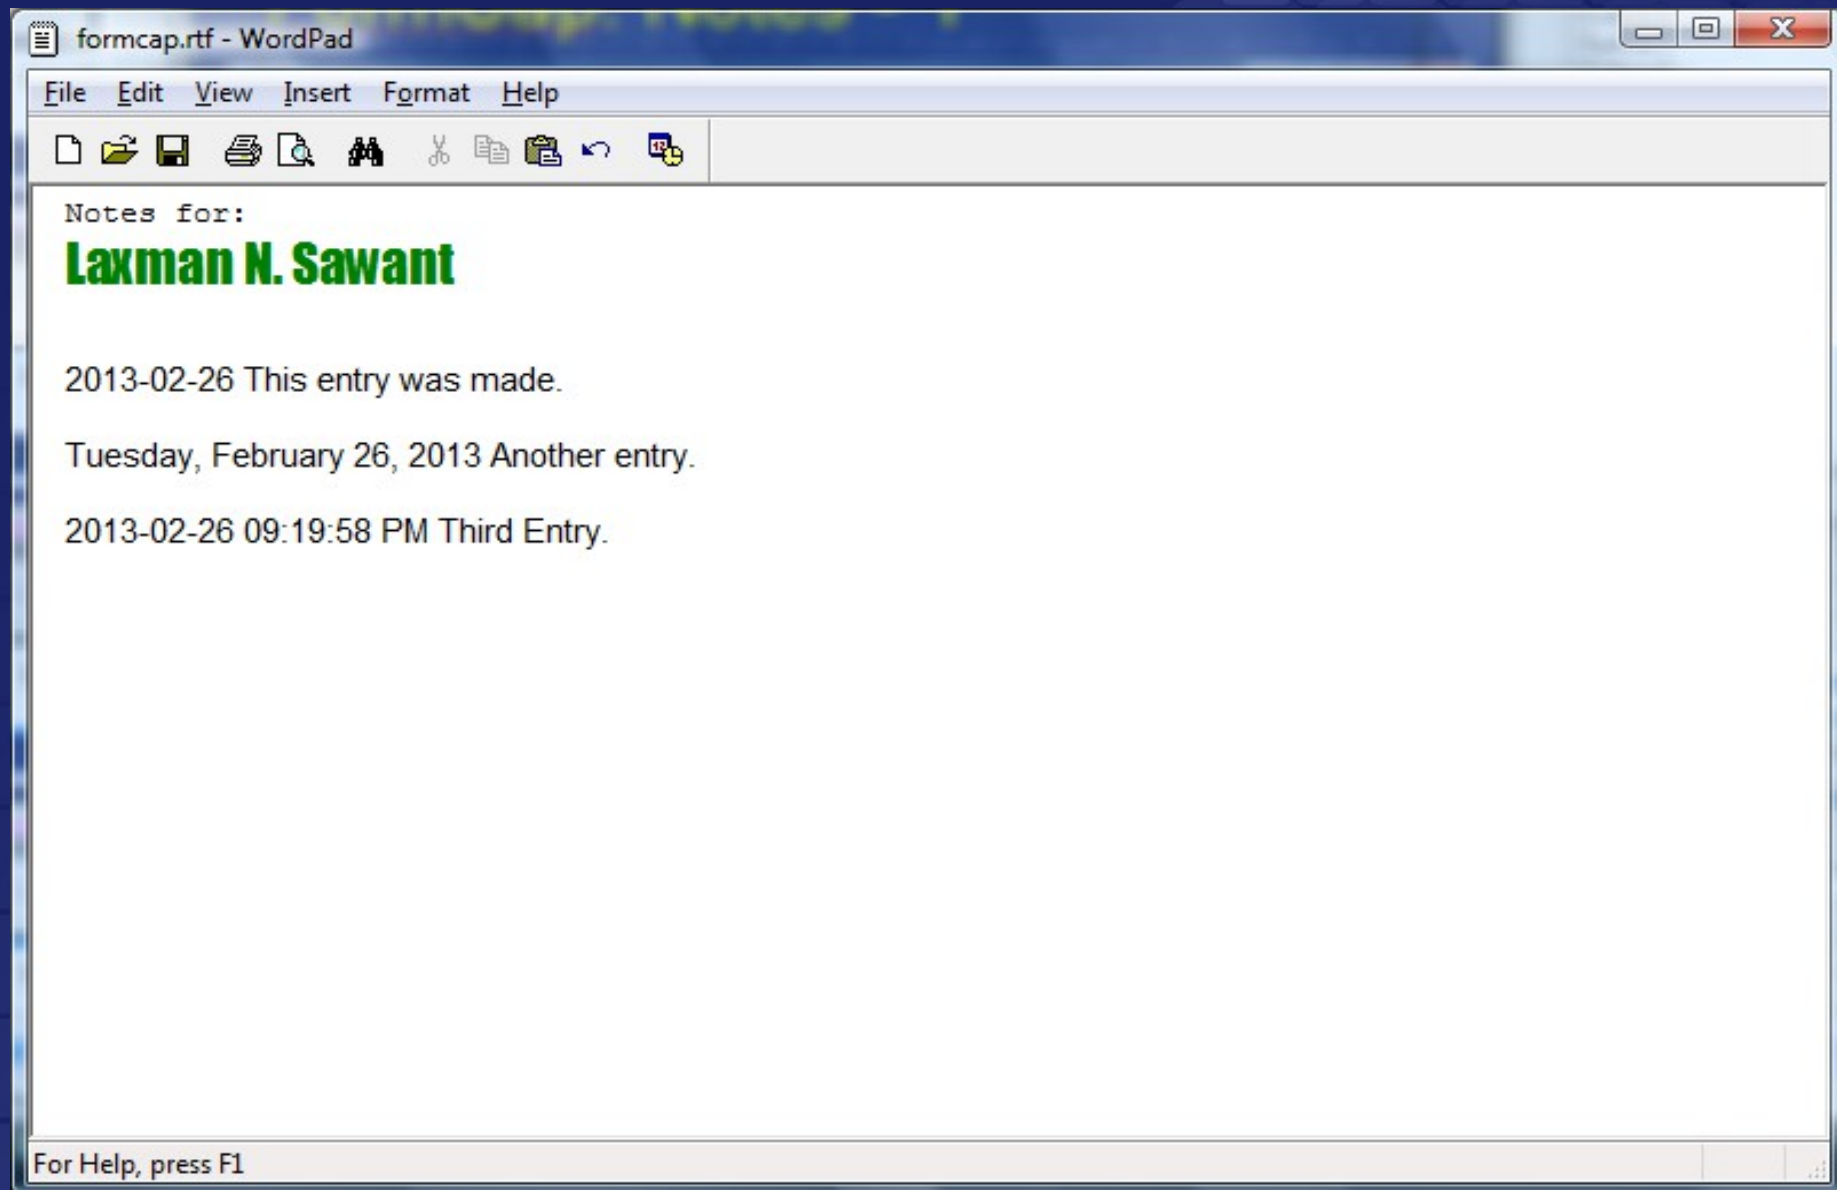 formcap.rtf - WordPad
File Edit View Insert Format Help
Notes for:
Laxman N. Sawant
2013-02-26 This entry was made.
Tuesday, February 26, 2013 Another entry.
2013-02-26 09:19:58 PM Third Entry.
For Help, press F1